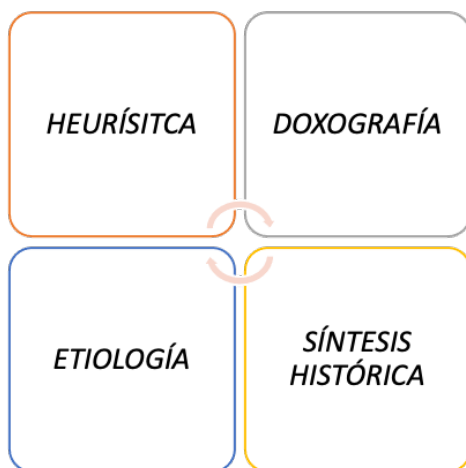 HEURÍSITCA
DOXOGRAFÍA
ETIOLOGÍA
SÍNTESIS
HISTÓRICA